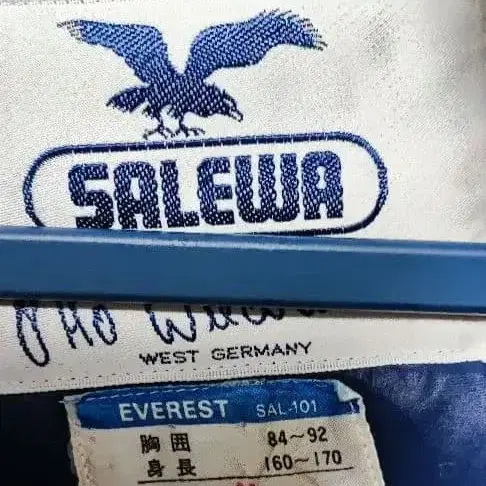 SALEWA
WEST GERMANY
EVEREST SAL-101
胸囲 84~92
身長 160~170